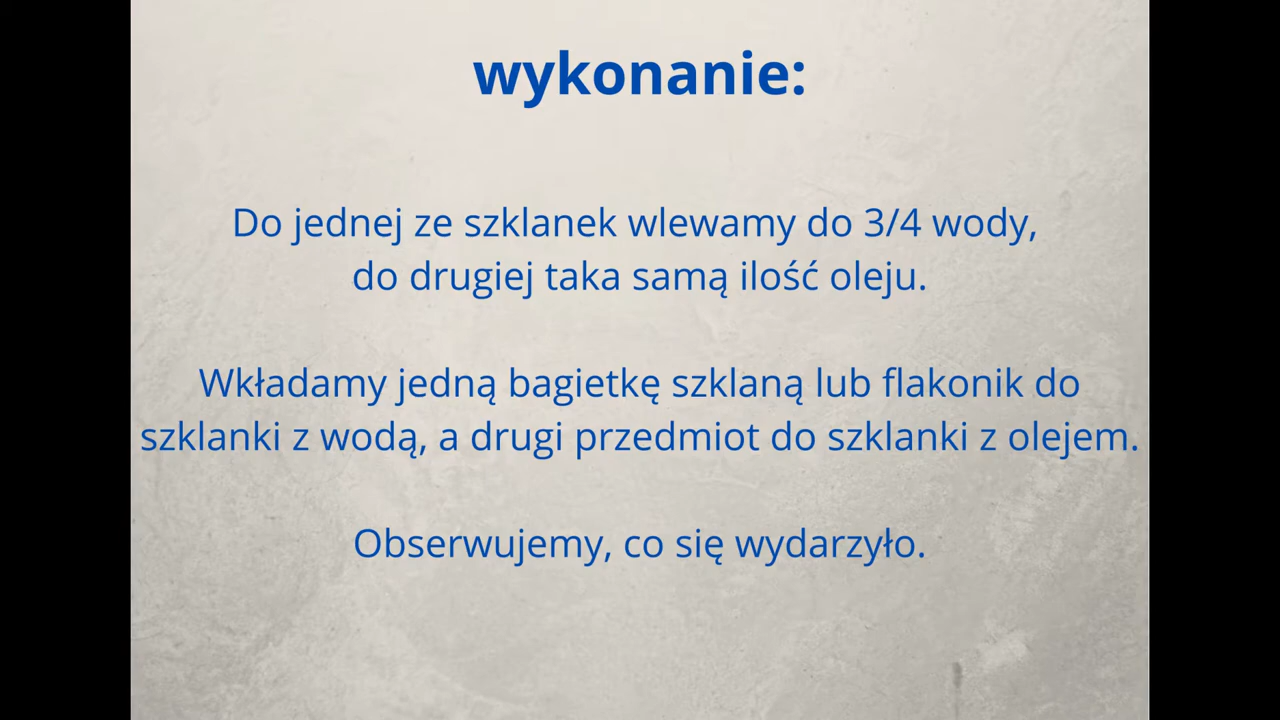 wykonanie:
Do jednej ze szklanek wlewamy do 3/4 wody,
do drugiej taka samą ilość oleju.
Wkładamy jedną bagietkę szklaną lub flakonik do
szklanki z wodą, a drugi przedmiot do szklanki z olejem.
Obserwujemy, co się wydarzyło.